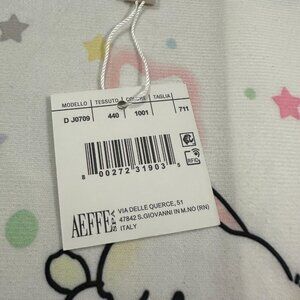 MODELLO TESSUTO COLORE TAGLIA
D J0709 440 1001 711
8 00272 31903 5
RFID
AEFFE SPA
VIA DELLE QUERCE, 51
47842 S.GIOVANNI IN M.NO (RN)
ITALY